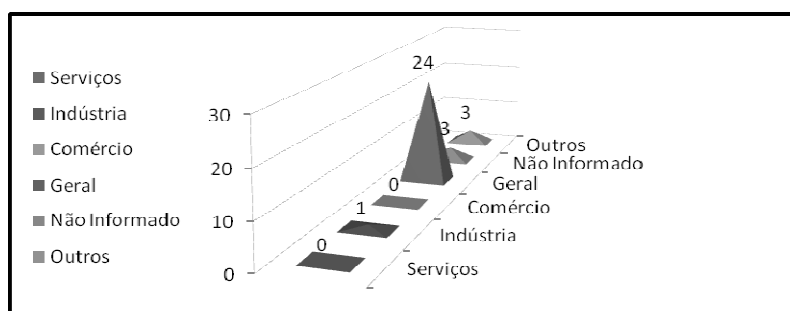 Serviços
Indústria
Comércio
Geral
Não Informado
Outros
30
20
10
0
0
1
0
24
3
3
Serviços
Indústria
Comércio
Geral
Não Informado
Outros